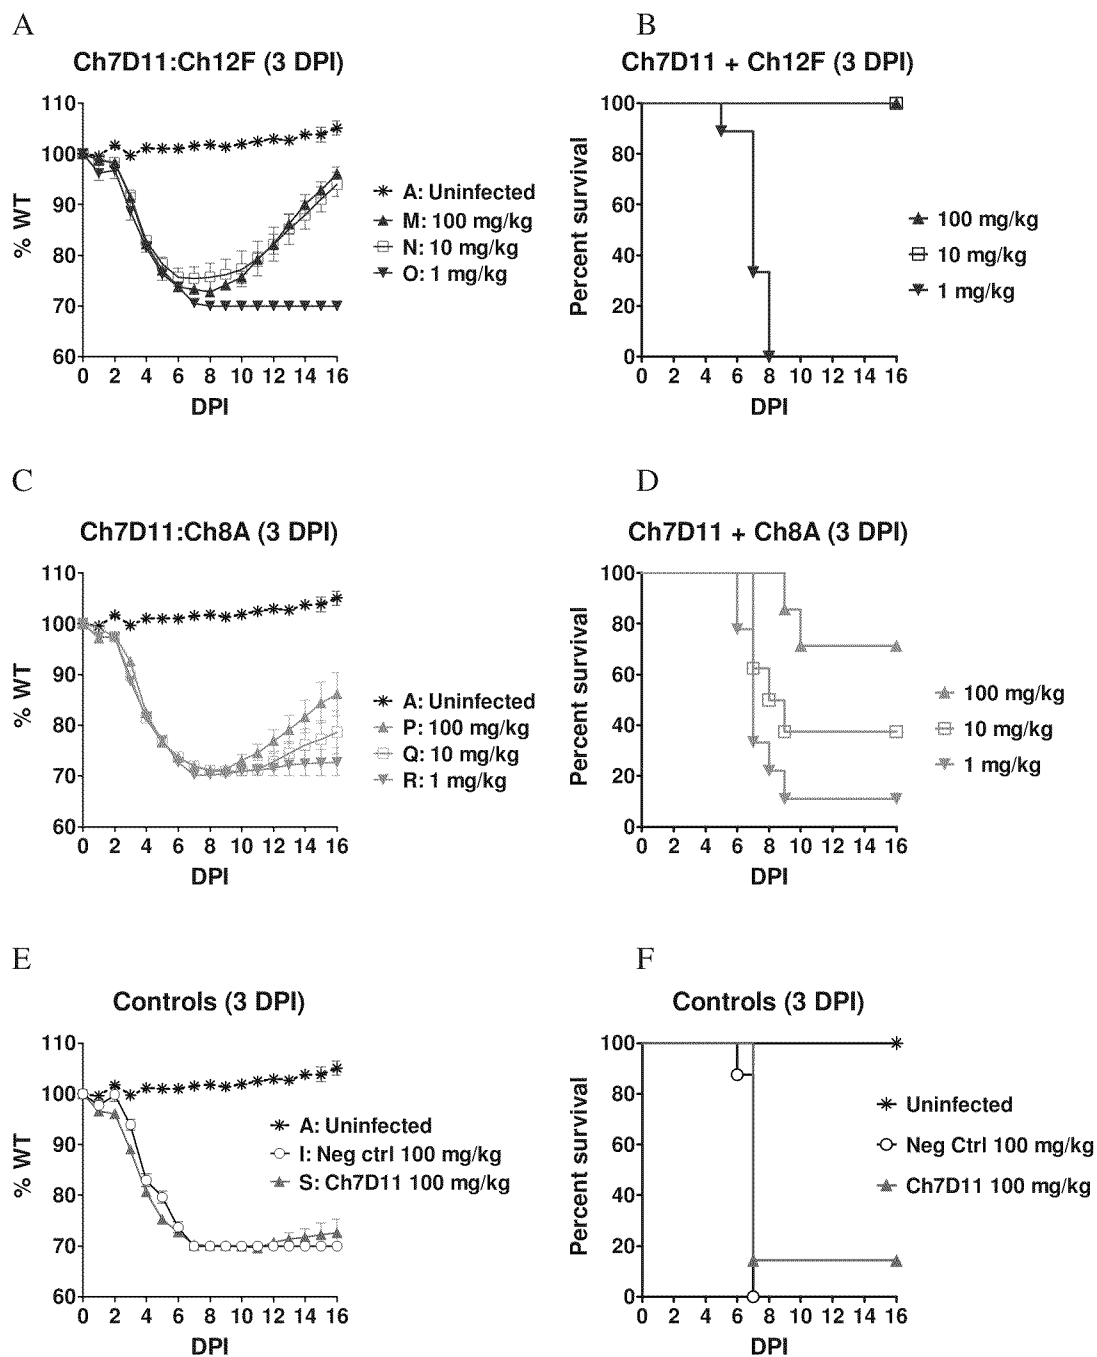 A
Ch7D11:Ch12F (3 DPI)
110
100
90
80
70
60
% WT
0 2 4 6 8 10 12 14 16
DPI
A: Uninfected
M: 100 mg/kg
N: 10 mg/kg
O: 1 mg/kg
B
Ch7D11 + Ch12F (3 DPI)
100
80
60
40
20
0
Percent survival
0 2 4 6 8 10 12 14 16
DPI
100 mg/kg
10 mg/kg
1 mg/kg
C
Ch7D11:Ch8A (3 DPI)
110
100
90
80
70
60
% WT
0 2 4 6 8 10 12 14 16
DPI
A: Uninfected
P: 100 mg/kg
Q: 10 mg/kg
R: 1 mg/kg
D
Ch7D11 + Ch8A (3 DPI)
100
80
60
40
20
0
Percent survival
0 2 4 6 8 10 12 14 16
DPI
100 mg/kg
10 mg/kg
1 mg/kg
E
Controls (3 DPI)
110
100
90
80
70
60
% WT
0 2 4 6 8 10 12 14 16
DPI
A: Uninfected
I: Neg ctrl 100 mg/kg
S: Ch7D11 100 mg/kg
F
Controls (3 DPI)
100
80
60
40
20
0
Percent survival
0 2 4 6 8 10 12 14 16
DPI
Uninfected
Neg Ctrl 100 mg/kg
Ch7D11 100 mg/kg